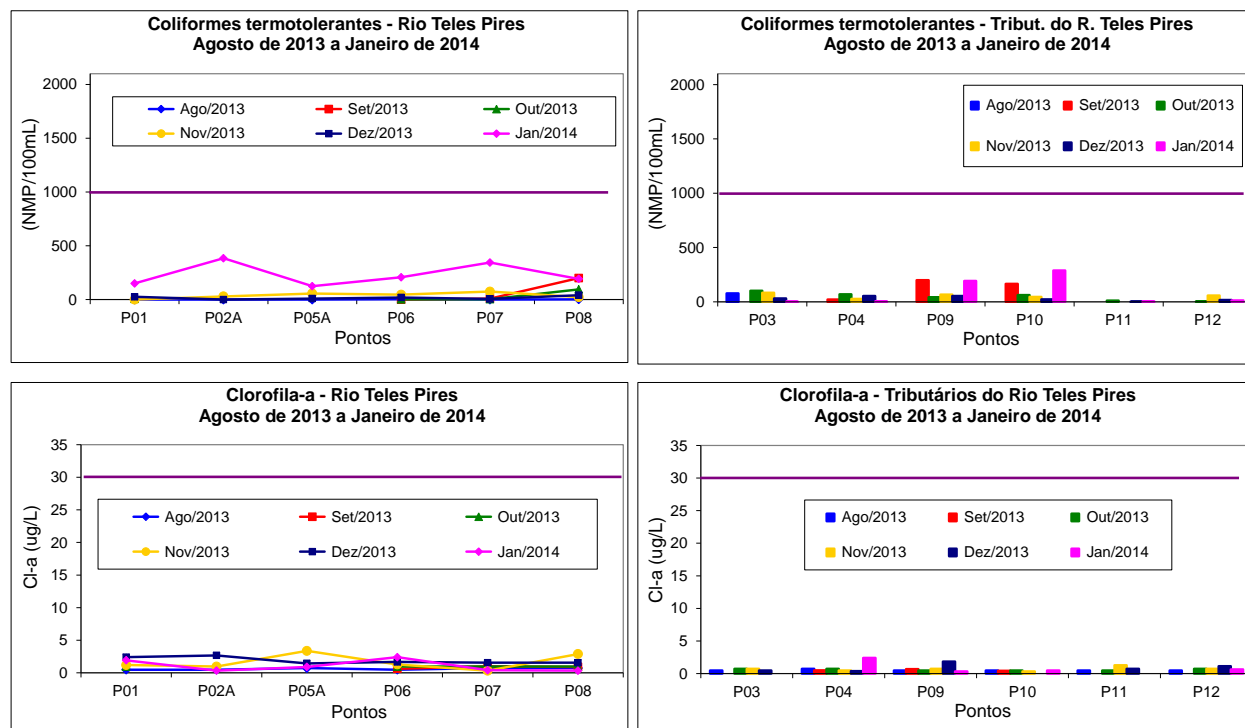 Coliformes termotolerantes - Rio Teles Pires
Agosto de 2013 a Janeiro de 2014
(NMP/100mL)
2000
1500
1000
500
0
Ago/2013 Set/2013 Out/2013
Nov/2013 Dez/2013 Jan/2014
P01 P02A P05A P06 P07 P08
Pontos
Coliformes termotolerantes - Tribut. do R. Teles Pires
Agosto de 2013 a Janeiro de 2014
(NMP/100mL)
2000
1500
1000
500
0
Ago/2013 Set/2013 Out/2013
Nov/2013 Dez/2013 Jan/2014
P03 P04 P09 P10 P11 P12
Pontos
Clorofila-a - Rio Teles Pires
Agosto de 2013 a Janeiro de 2014
Cl-a (ug/L)
35
30
25
20
15
10
5
0
Ago/2013 Set/2013 Out/2013
Nov/2013 Dez/2013 Jan/2014
P01 P02A P05A P06 P07 P08
Pontos
Clorofila-a - Tributários do Rio Teles Pires
Agosto de 2013 a Janeiro de 2014
Cl-a (ug/L)
35
30
25
20
15
10
5
0
Ago/2013 Set/2013 Out/2013
Nov/2013 Dez/2013 Jan/2014
P03 P04 P09 P10 P11 P12
Pontos